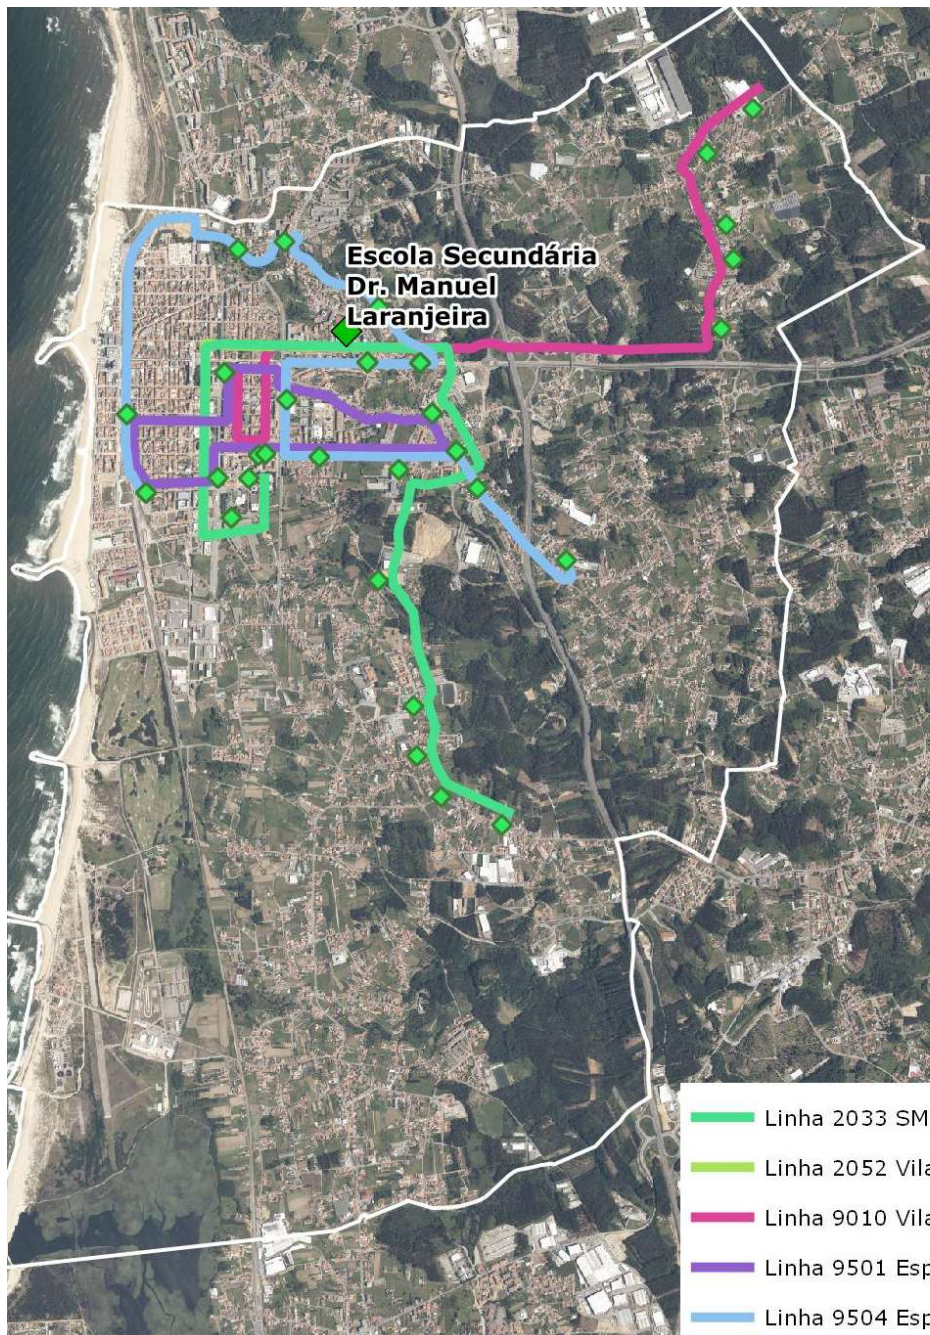 Escola Secundária
Dr. Manuel
Laranjeira
Linha 2033 SM
Linha 2052 Vila
Linha 9010 Vila
Linha 9501 Esp
Linha 9504 Esp